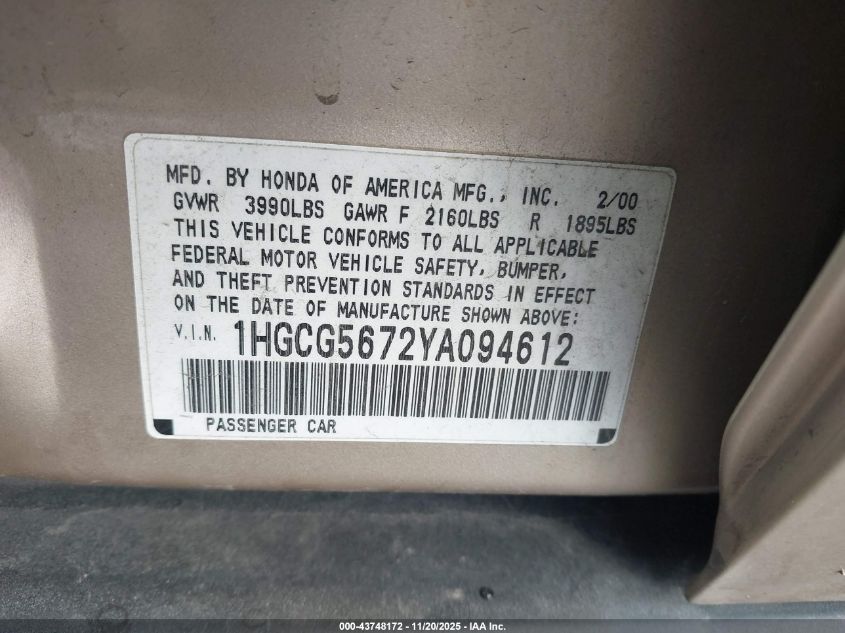 MFD. BY HONDA OF AMERICA MFG., INC. 2/00
GVWR 3990LBS GAWR F 2160LBS R 1895LBS
THIS VEHICLE CONFORMS TO ALL APPLICABLE
FEDERAL MOTOR VEHICLE SAFETY, BUMPER,
AND THEFT PREVENTION STANDARDS IN EFFECT
ON THE DATE OF MANUFACTURE SHOWN ABOVE:
V.I.N. 1HGCG5672YA094612
PASSENGER CAR
000-43748172 - 11/20/2025 - IAA Inc.